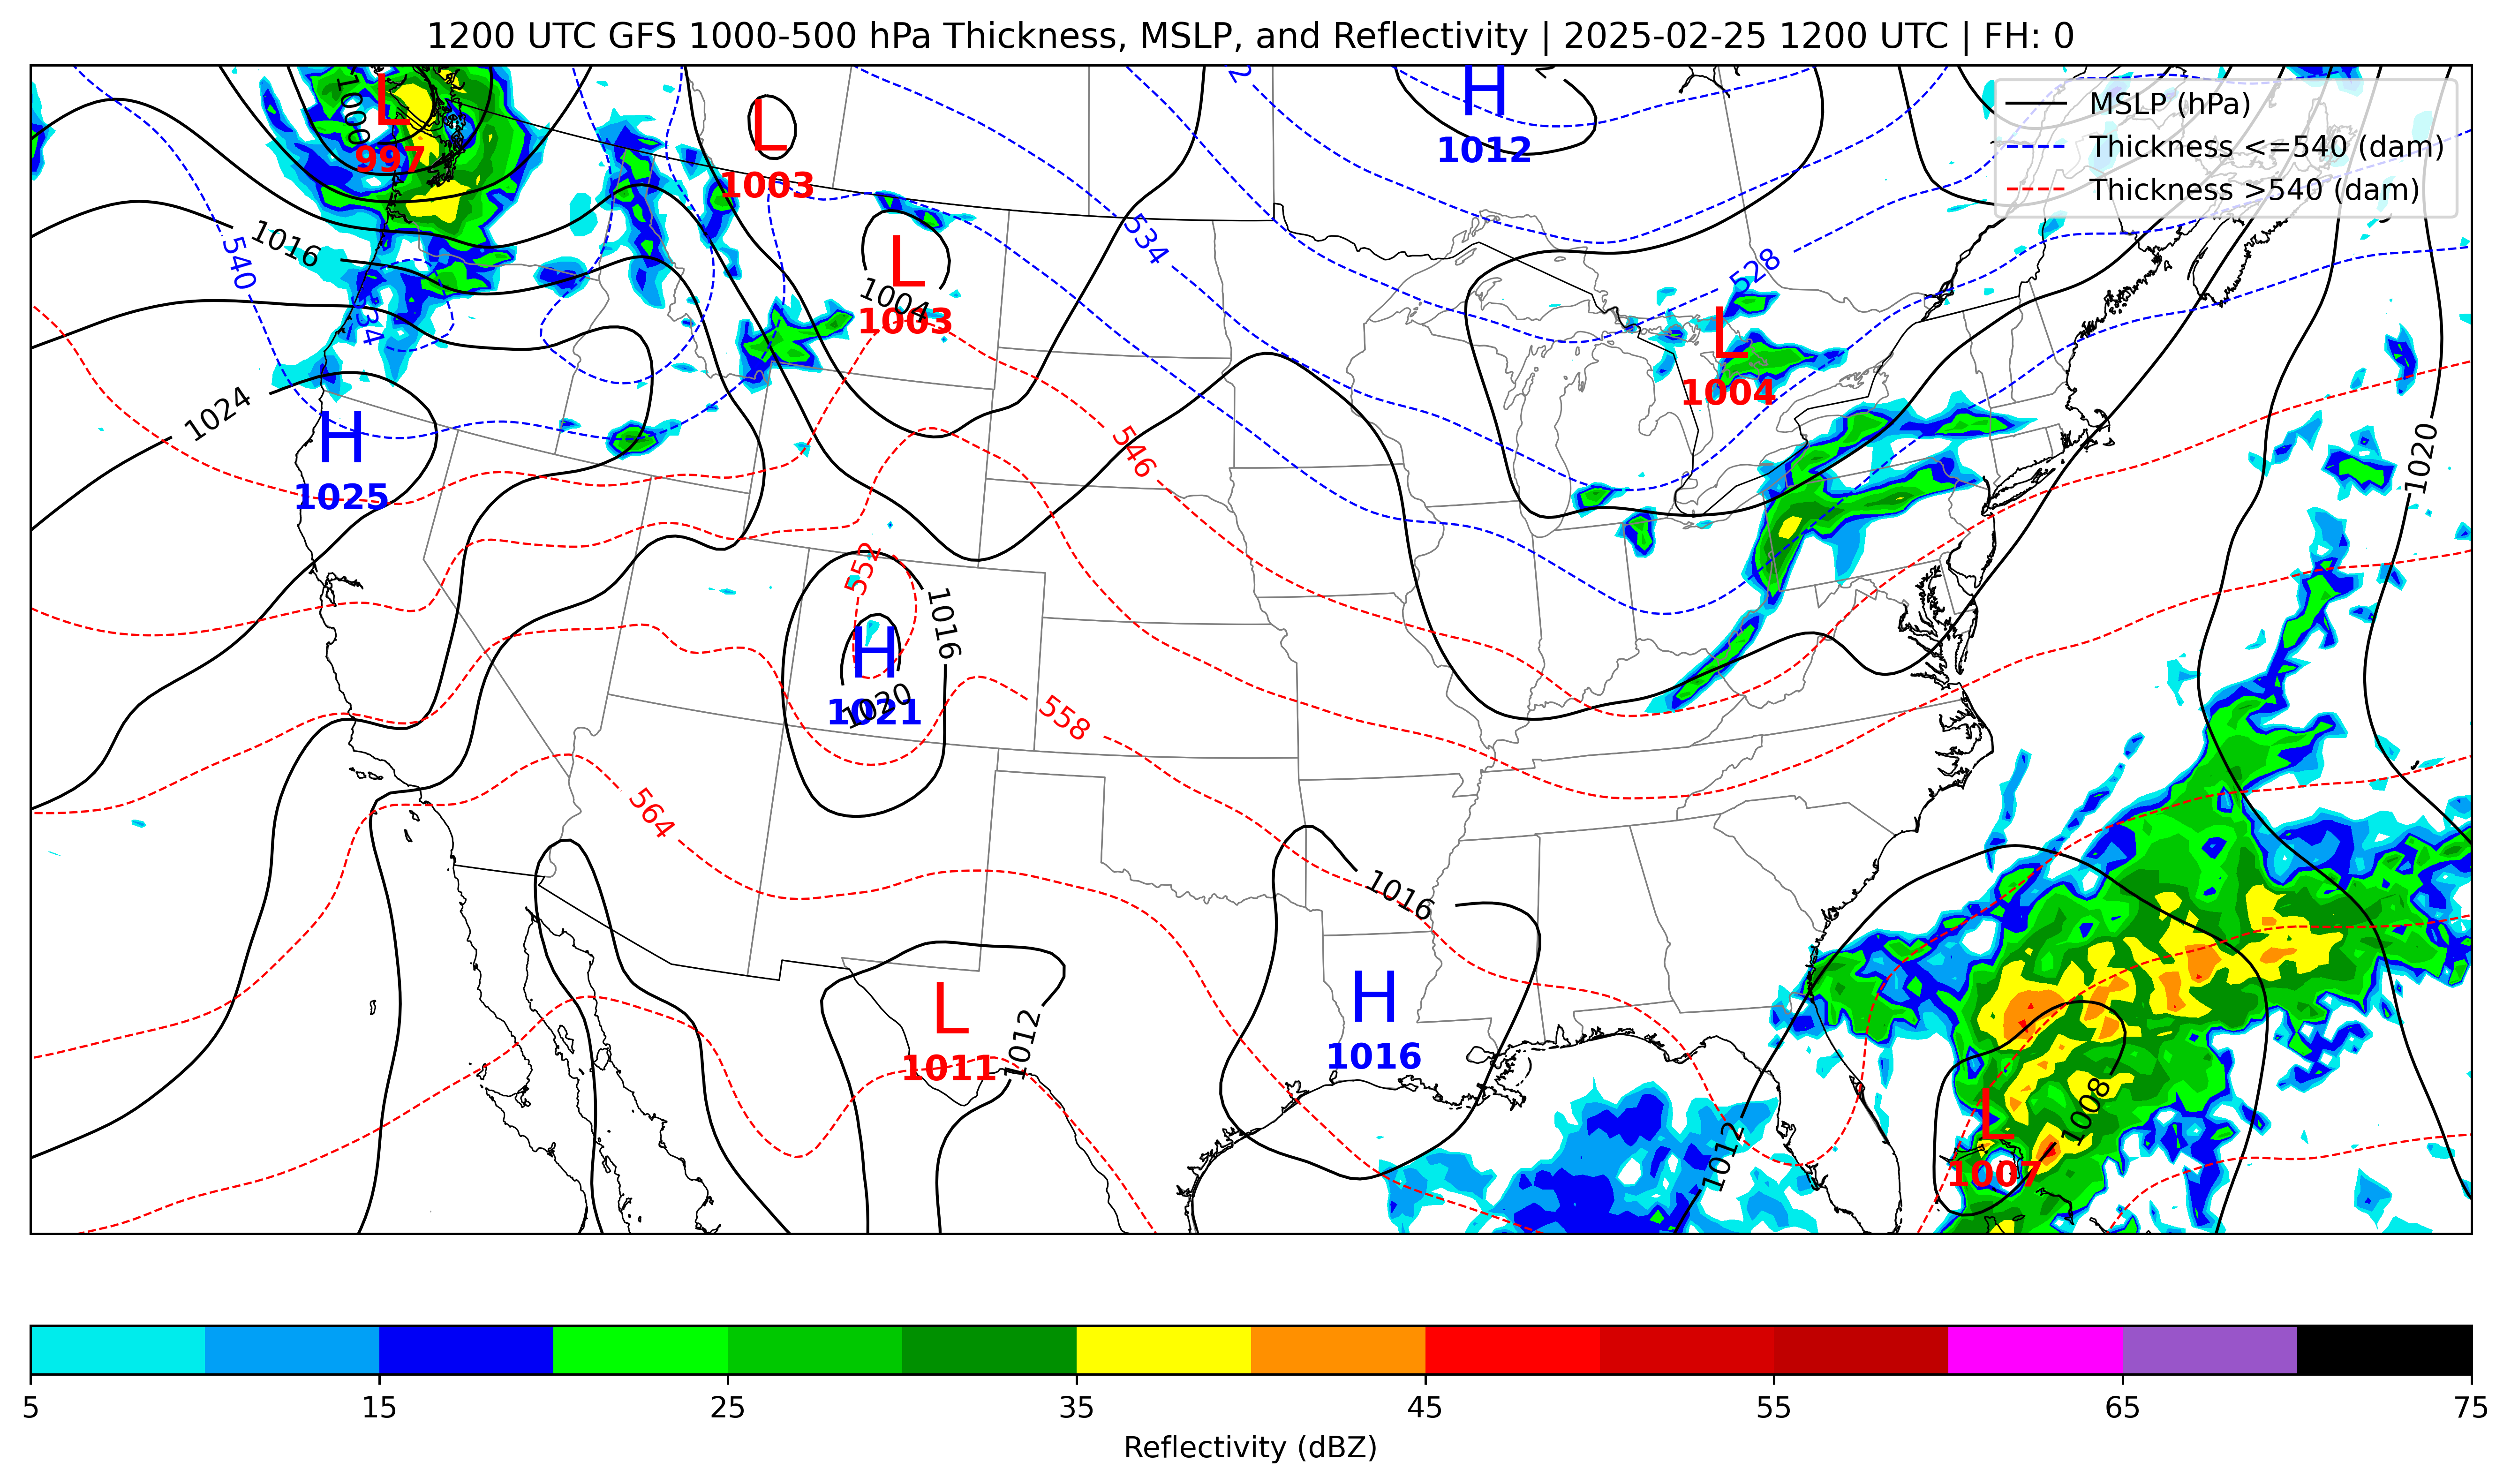 1200 UTC GFS 1000-500 hPa Thickness, MSLP, and Reflectivity | 2025-02-25 1200 UTC | FH: 0
MSLP (hPa)
Thickness <=540 (dam)
Thickness >540 (dam)
1006
L
997
L
1003
H
1012
2
2
1016
540
534
534
L
1004
1003
528
L
1004
1024
H
1025
546
1020
552
1016
H
1020
1021
558
564
1016
H
1016
L
1011
1012
1012
1008
L
1007
5
15
25
35
45
55
65
75
Reflectivity (dBZ)